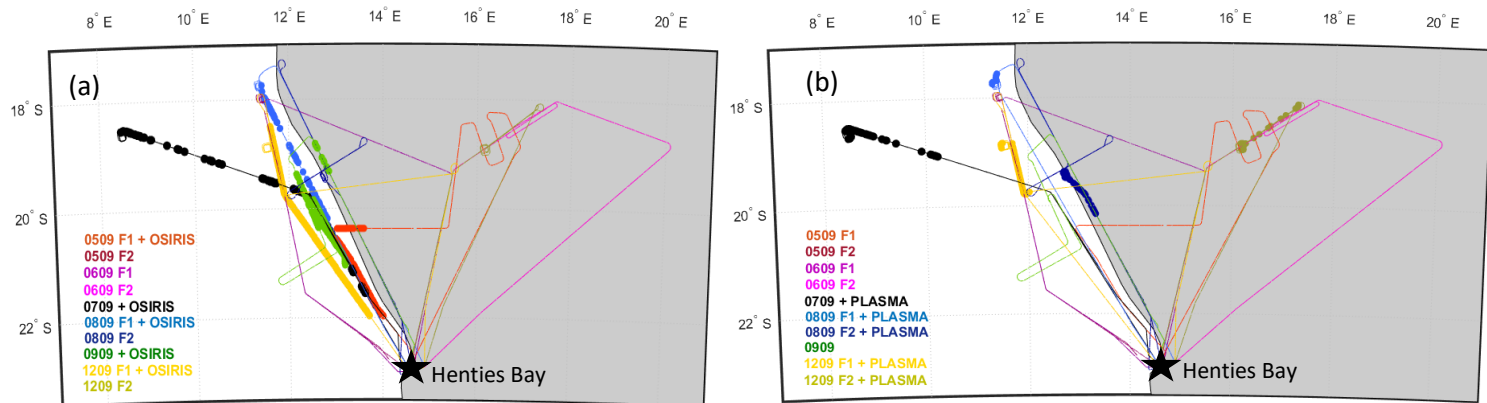 8° E 10° E 12° E 14° E 16° E 18° E 20° E
(a)
18° S
20° S
22° S
0509 F1 + OSIRIS
0509 F2
0609 F1
0609 F2
0709 + OSIRIS
0809 F1 + OSIRIS
0809 F2
0909 + OSIRIS
1209 F1 + OSIRIS
1209 F2
Henties Bay
8° E 10° E 12° E 14° E 16° E 18° E 20° E
(b)
18° S
20° S
22° S
0509 F1
0509 F2
0609 F1
0609 F2
0709 + PLASMA
0809 F1 + PLASMA
0809 F2 + PLASMA
0909
1209 F1 + PLASMA
1209 F2 + PLASMA
Henties Bay